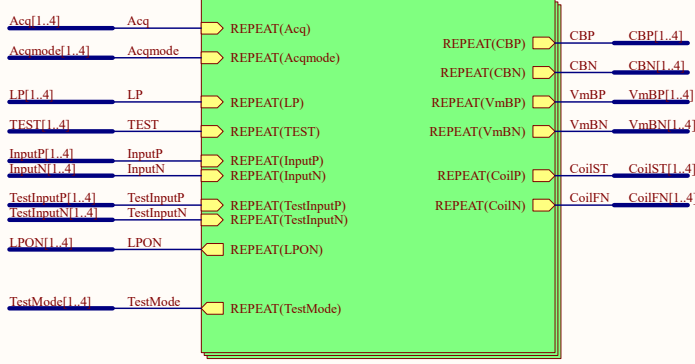 Acq[1..4] Acq REPEAT(Acq)
Acqmode[1..4] Acqmode REPEAT(Acqmode)
LP[1..4] LP REPEAT(LP)
TEST[1..4] TEST REPEAT(TEST)
InputP[1..4] InputP REPEAT(InputP)
InputN[1..4] InputN REPEAT(InputN)
TestInputP[1..4] TestInputP REPEAT(TestInputP)
TestInputN[1..4] TestInputN REPEAT(TestInputN)
LPON[1..4] LPON REPEAT(LPON)
TestMode[1..4] TestMode REPEAT(TestMode)
REPEAT(CBP) CBP CBP[1..4]
REPEAT(CBN) CBN CBN[1..4]
REPEAT(VmBP) VmBP VmBP[1..4]
REPEAT(VmBN) VmBN VmBN[1..4]
REPEAT(CoilP) CoilST CoilST[1..4]
REPEAT(CoilN) CoilFN CoilFN[1..4]